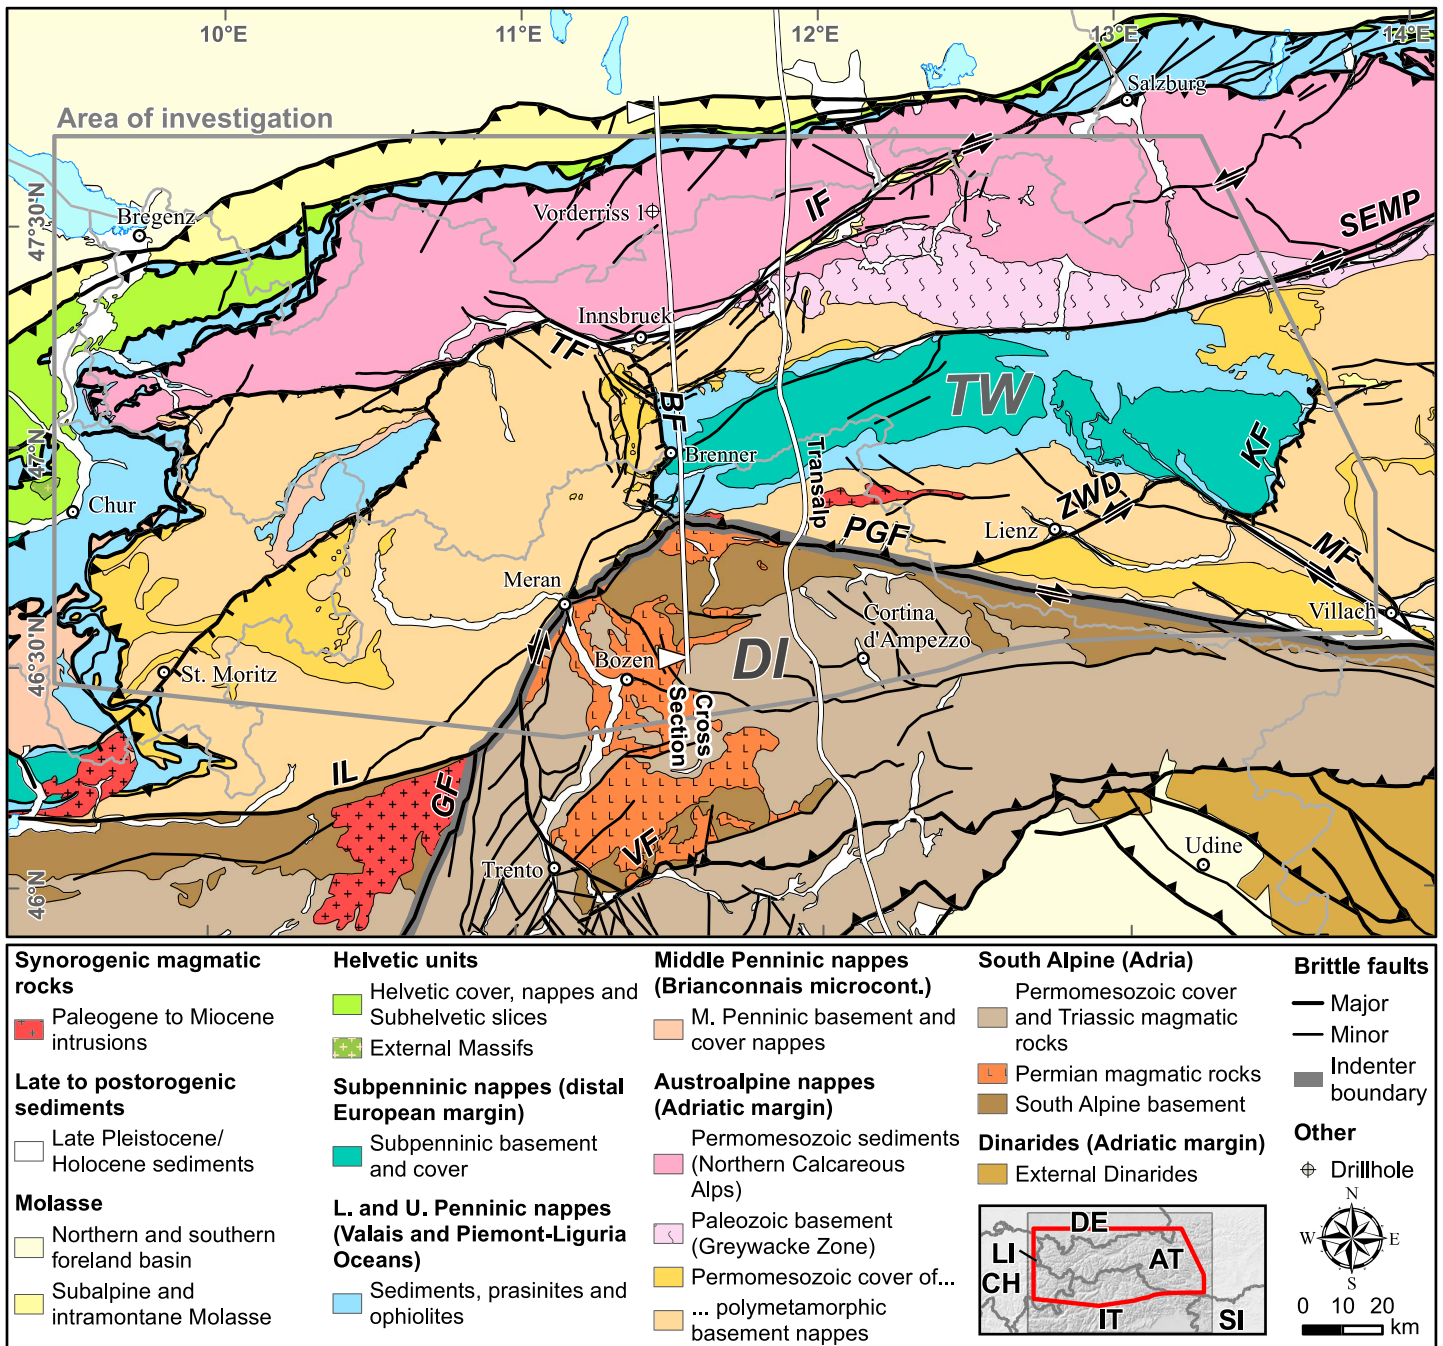 10°E
11°E
12°E
13°E
14°E
Salzburg
Area of investigation
47°30'N
Bregenz
Vorderriss 1
IF
SEMP
Innsbruck
TF
BF
TW
47°N
Brenner
Transalp
KF
Chur
ZWD
Lienz
PGF
MF
Meran
Villach
Cortina
d'Ampezzo
DI
Bozen
46°30'N
St. Moritz
Cross
Section
IL
GF
VF
Trento
Udine
46°N
Synorogenic magmatic
rocks
Paleogene to Miocene
intrusions
Late to postorogenic
sediments
Late Pleistocene/
Holocene sediments
Molasse
Northern and southern
foreland basin
Subalpine and
intramontane Molasse
Helvetic units
Helvetic cover, nappes and
Subhelvetic slices
External Massifs
Subpenninic nappes (distal
European margin)
Subpenninic basement
and cover
L. and U. Penninic nappes
(Valais and Piemont-Liguria
Oceans)
Sediments, prasinites and
ophiolites
Middle Penninic nappes
(Brianconnais microcont.)
M. Penninic basement and
cover nappes
Austroalpine nappes
(Adriatic margin)
Permomesozoic sediments
(Northern Calcareous
Alps)
Paleozoic basement
(Greywacke Zone)
Permomesozoic cover of...
... polymetamorphic
basement nappes
South Alpine (Adria)
Permomesozoic cover
and Triassic magmatic
rocks
Permian magmatic rocks
South Alpine basement
Dinarides (Adriatic margin)
External Dinarides
DE
LI
AT
CH
IT
SI
Brittle faults
Major
Minor
Indenter
boundary
Other
Drillhole
N
W
E
S
0 10 20
km